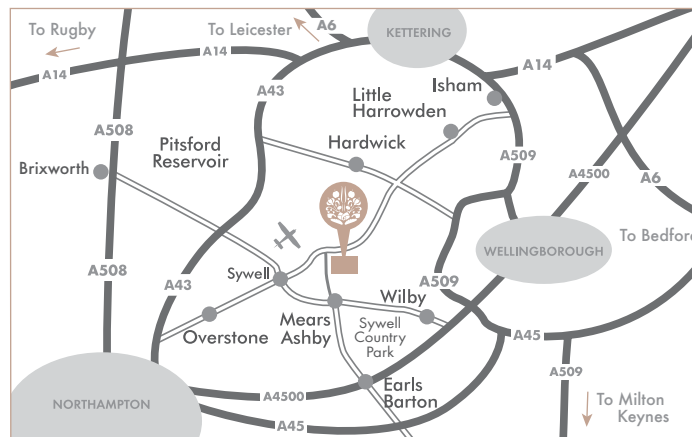 To Rugby
To Leicester
A6
KETTERING
A14
A14
A14
A43
Isham
Little
Harrowden
A508
Pitsford
Reservoir
Hardwick
A509
A4500
A6
Brixworth
WELLINGBOROUGH
To Bedford
A508
A43
Sywell
A509
Wilby
Overstone
Mears
Ashby
Sywell
Country
Park
A45
A509
Earls
Barton
A4500
A45
NORTHAMPTON
To Milton
Keynes